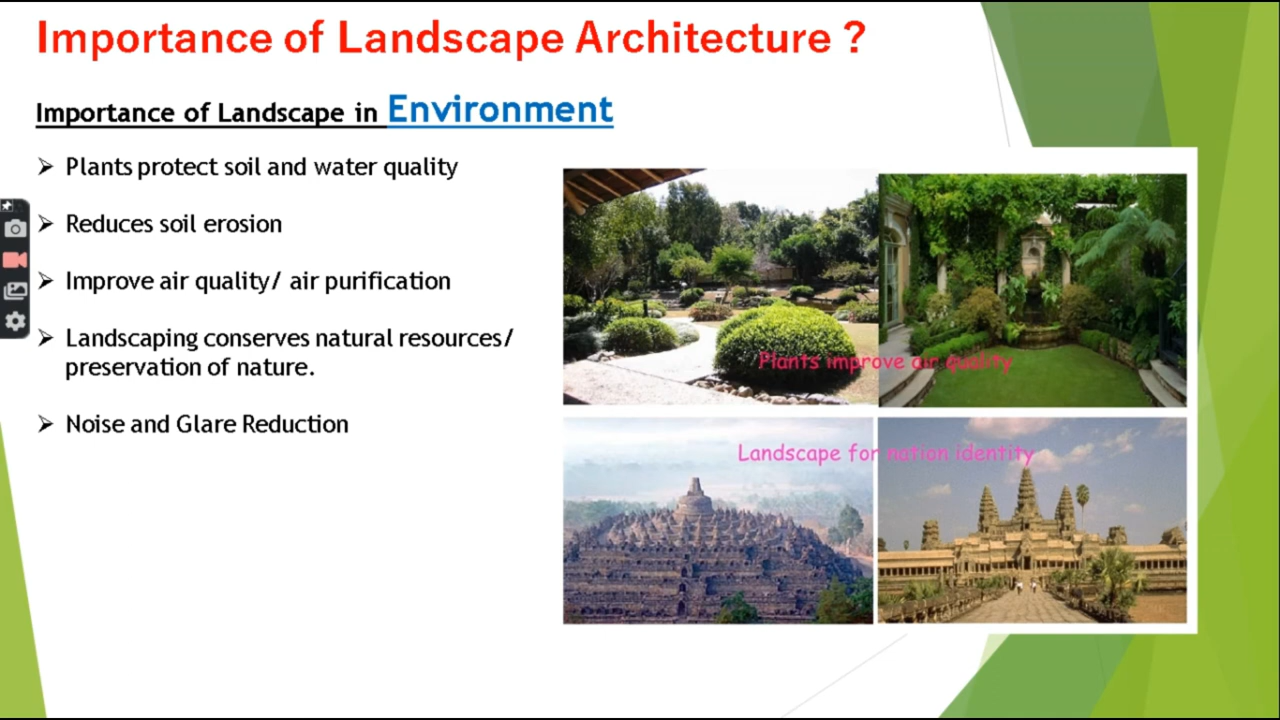 Importance of Landscape Architecture ?
Importance of Landscape in Environment
➢ Plants protect soil and water quality
➢ Reduces soil erosion
➢ Improve air quality/ air purification
➢ Landscaping conserves natural resources/
preservation of nature.
➢ Noise and Glare Reduction
Plants improve air quality
Landscape for nation identity